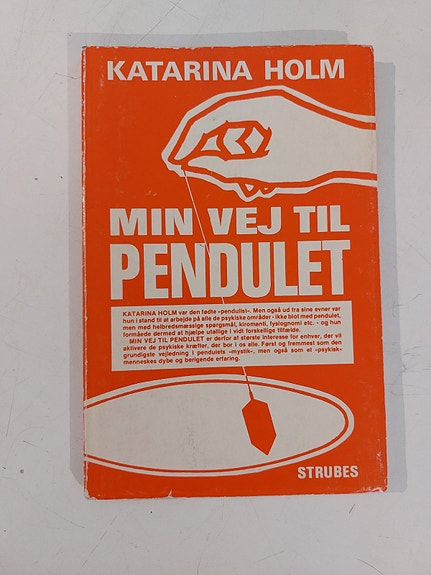 KATARINA HOLM
MIN VEJ TIL
PENDULET
KATARINA HOLM var den fødte »pendulist«. Men også ud fra sine evner var
hun i stand til at arbejde på alle de psykiske områder - ikke blot med pendulet,
men med helbredsmæssige spørgsmål, kiromanti, fysiognomi etc. - og hun
formåede dermed at hjælpe utallige i vidt forskellige tilfælde.
MIN VEJ TIL PENDULET er derfor af største interesse for enhver, der vil
aktivere de psykiske kræfter, der bor i os alle. Først og fremmest som den
grundigste vejledning i pendulets »mystik«, men også som et »psykisk«
menneskes dybe og berigende erfaring.
STRUBES